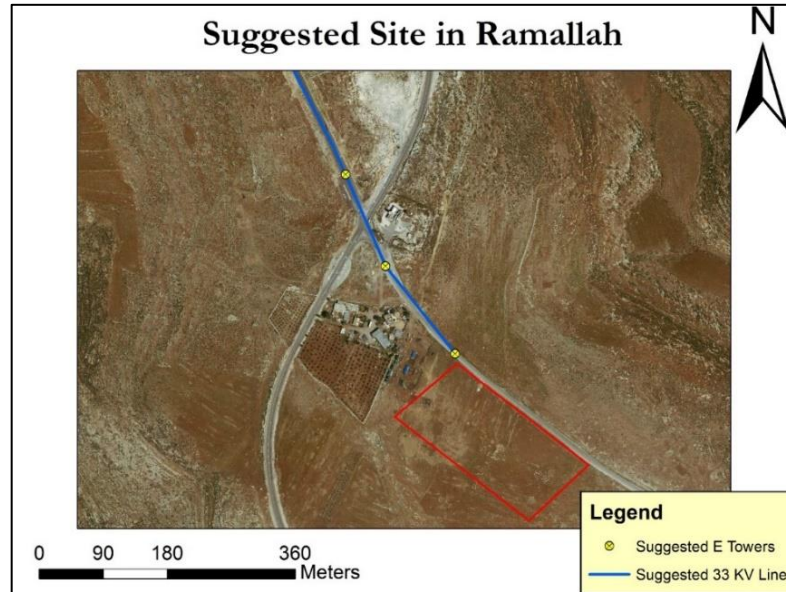 Suggested Site in Ramallah
N
Legend
Suggested E Towers
Suggested 33 KV Line
0 90 180 360
Meters